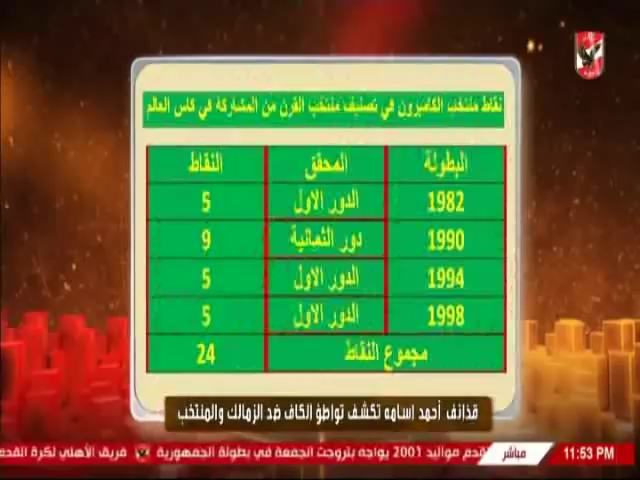 نقاط منتخب الكاميرون في تصنيف منتخب القرن من المشاركة في كاس العالم
البطولة المحقق النقاط
1982 الدور الاول 5
1990 دور الثمانية 9
1994 الدور الاول 5
1998 الدور الاول 5
مجموع النقاط 24
قذائف أحمد اسامه تكشف تواطؤ الكاف ضد الزمالك والمنتخب
مباشر 11:53 PM
قدم مواليد 2001 يواجه بتروجت الجمعة في بطولة الجمهورية
فريق الأهلي لكرة القدم